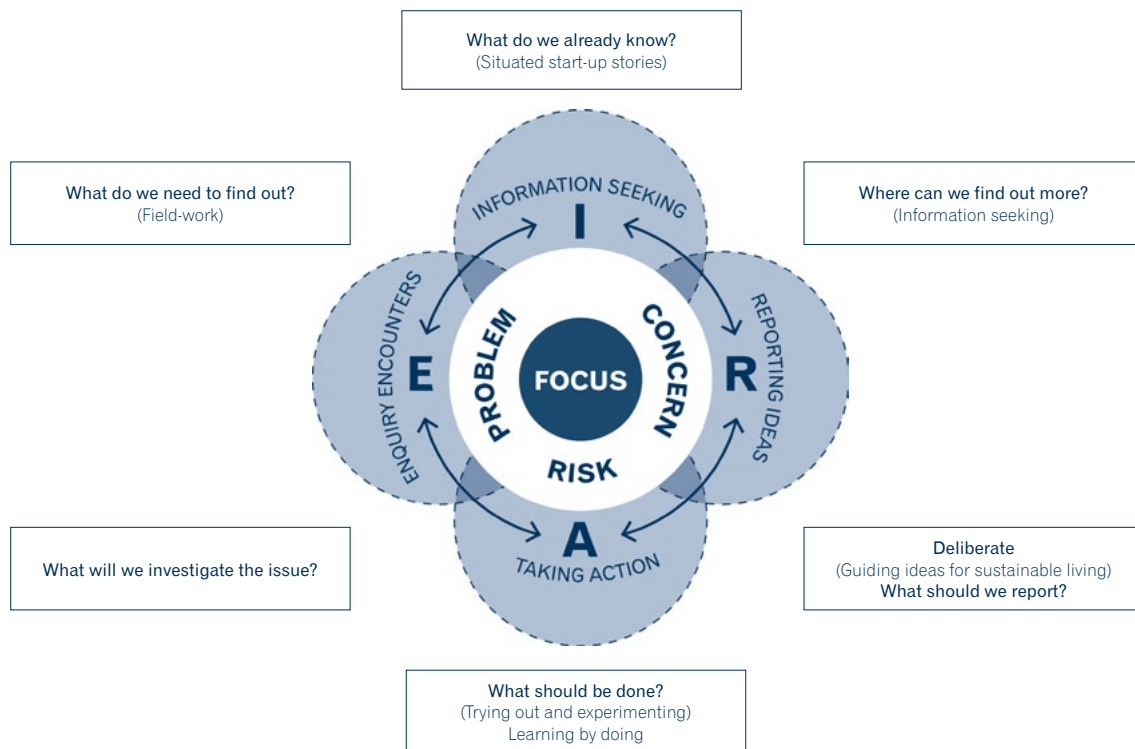 What do we already know?
(Situated start-up stories)
What do we need to find out?
(Field-work)
Where can we find out more?
(Information seeking)
INFORMATION SEEKING
I
ENQUIRY ENCOUNTERS
E
PROBLEM
FOCUS
CONCERN
R
REPORTING IDEAS
RISK
A
TAKING ACTION
What will we investigate the issue?
Deliberate
(Guiding ideas for sustainable living)
What should we report?
What should be done?
(Trying out and experimenting)
Learning by doing